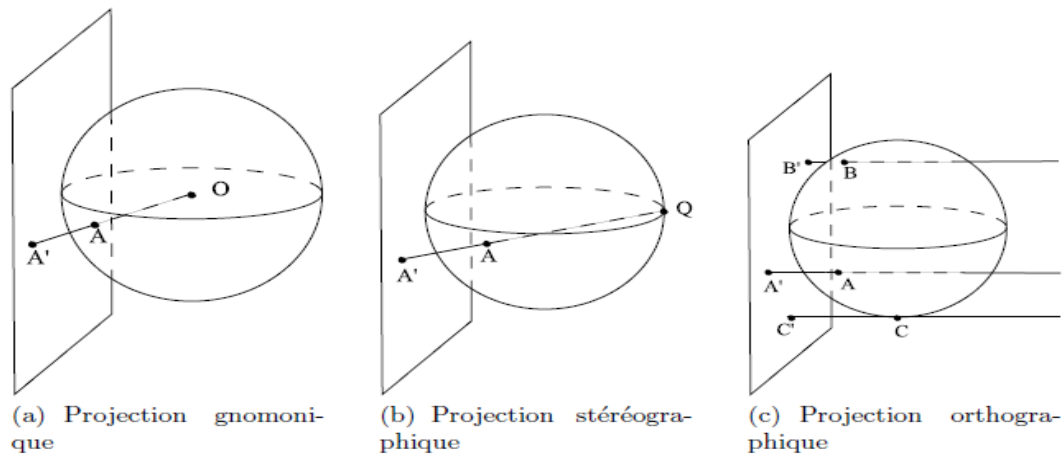 O
A
A'
Q
A
A'
B'
B
A'
A
C'
C
(a) Projection gnomoni-
que
(b) Projection stéréogra-
phique
(c) Projection orthogra-
phique